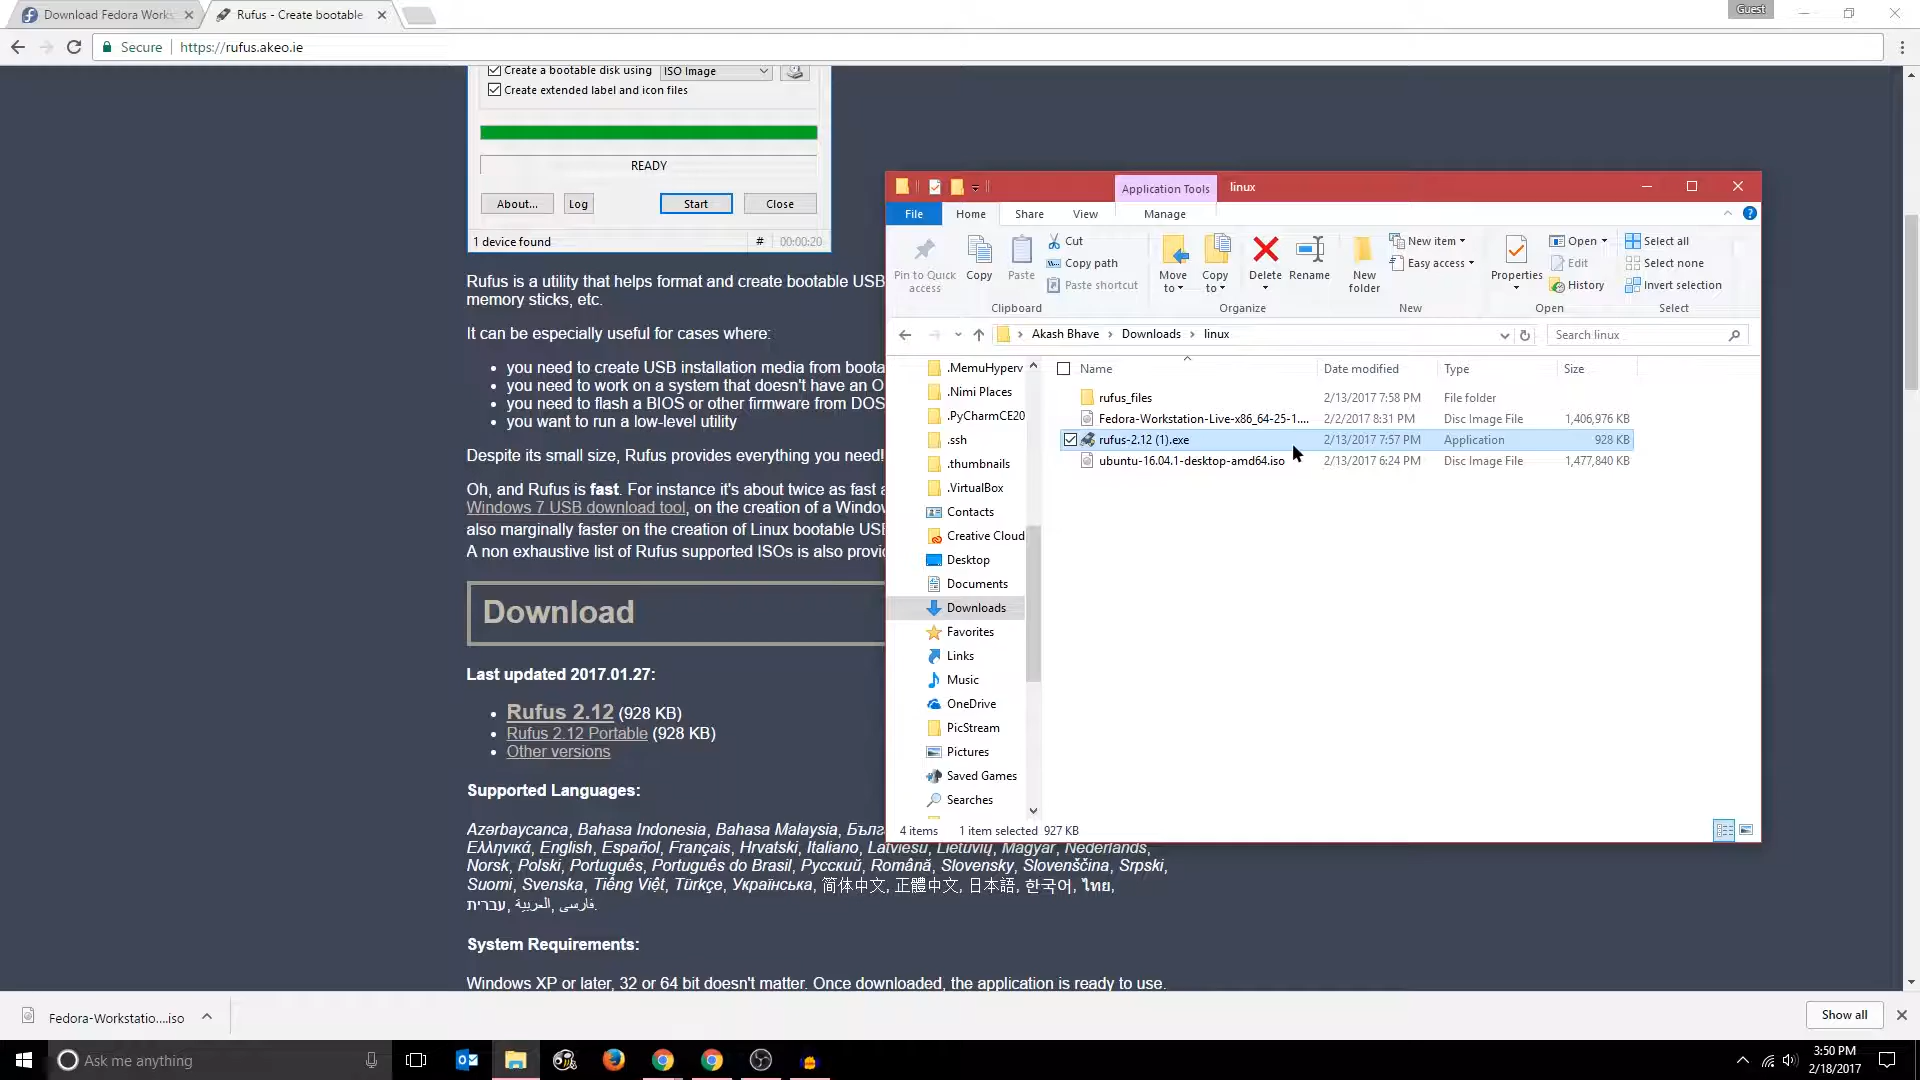 Download Fedora Works
Rufus - Create bootable
Guest
Secure
https://rufus.akeo.ie
Create a bootable disk using
ISO Image
Create extended label and icon files
READY
About...
Log
Start
Close
1 device found
#
00:00:20
Rufus is a utility that helps format and create bootable USB
memory sticks, etc.
It can be especially useful for cases where:
you need to create USB installation media from boota
you need to work on a system that doesn't have an O
you need to flash a BIOS or other firmware from DOS
you want to run a low-level utility
Despite its small size, Rufus provides everything you need!
Oh, and Rufus is fast. For instance it's about twice as fast a
Windows 7 USB download tool, on the creation of a Windo
also marginally faster on the creation of Linux bootable USB
A non exhaustive list of Rufus supported ISOs is also provi
Download
Last updated 2017.01.27:
Rufus 2.12 (928 KB)
Rufus 2.12 Portable (928 KB)
Other versions
Supported Languages:
Azərbaycanca, Bahasa Indonesia, Bahasa Malaysia,
Ελληνικά, English, Español, Français, Hrvatski, Italiano, Latviešu, Lietuvių, Magyar, Nederlands,
Norsk, Polski, Português, Português do Brasil, Русский, Română, Slovensky, Slovenščina, Srpski,
Suomi, Svenska, Tiếng Việt, Türkçe, Українська, 简体中文, 正體中文, 日本語, 한국어, ไทย,
עברית, العربية, فارسی.
System Requirements:
Windows XP or later, 32 or 64 bit doesn't matter. Once downloaded, the application is ready to use.
Application Tools
linux
File
Home
Share
View
Manage
Pin to Quick access
Copy
Paste
Cut
Copy path
Paste shortcut
Move to
Copy to
Delete
Rename
New folder
New item
Easy access
Properties
Open
Edit
History
Select all
Select none
Invert selection
Clipboard
Organize
New
Open
Select
Akash Bhave
Downloads
linux
Search linux
.MemuHyperv
.Nimi Places
.PyCharmCE20
.ssh
.thumbnails
.VirtualBox
Contacts
Creative Cloud
Desktop
Documents
Downloads
Favorites
Links
Music
OneDrive
PicStream
Pictures
Saved Games
Searches
Name
Date modified
Type
Size
rufus_files 2/13/2017 7:58 PM File folder
Fedora-Workstation-Live-x86_64-25-1.... 2/2/2017 8:31 PM Disc Image File 1,406,976 KB
rufus-2.12 (1).exe 2/13/2017 7:57 PM Application 928 KB
ubuntu-16.04.1-desktop-amd64.iso 2/13/2017 6:24 PM Disc Image File 1,477,840 KB
4 items
1 item selected 927 KB
Fedora-Workstatio....iso
Show all
Ask me anything
3:50 PM
2/18/2017